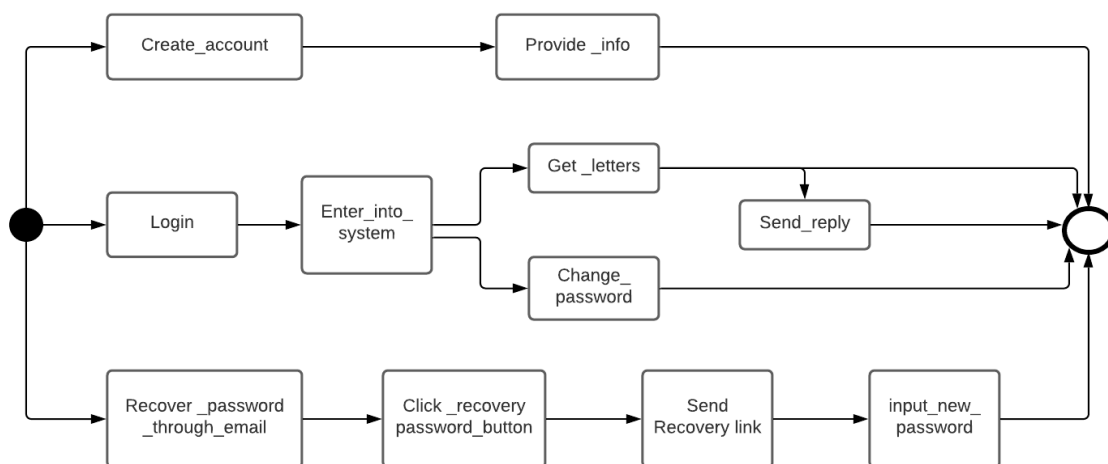 Create_account
Provide _info
Get _letters
Login
Enter_into_
system
Send_reply
Change_
password
Recover _password
_through_email
Click _recovery
password_button
Send
Recovery link
input_new_
password